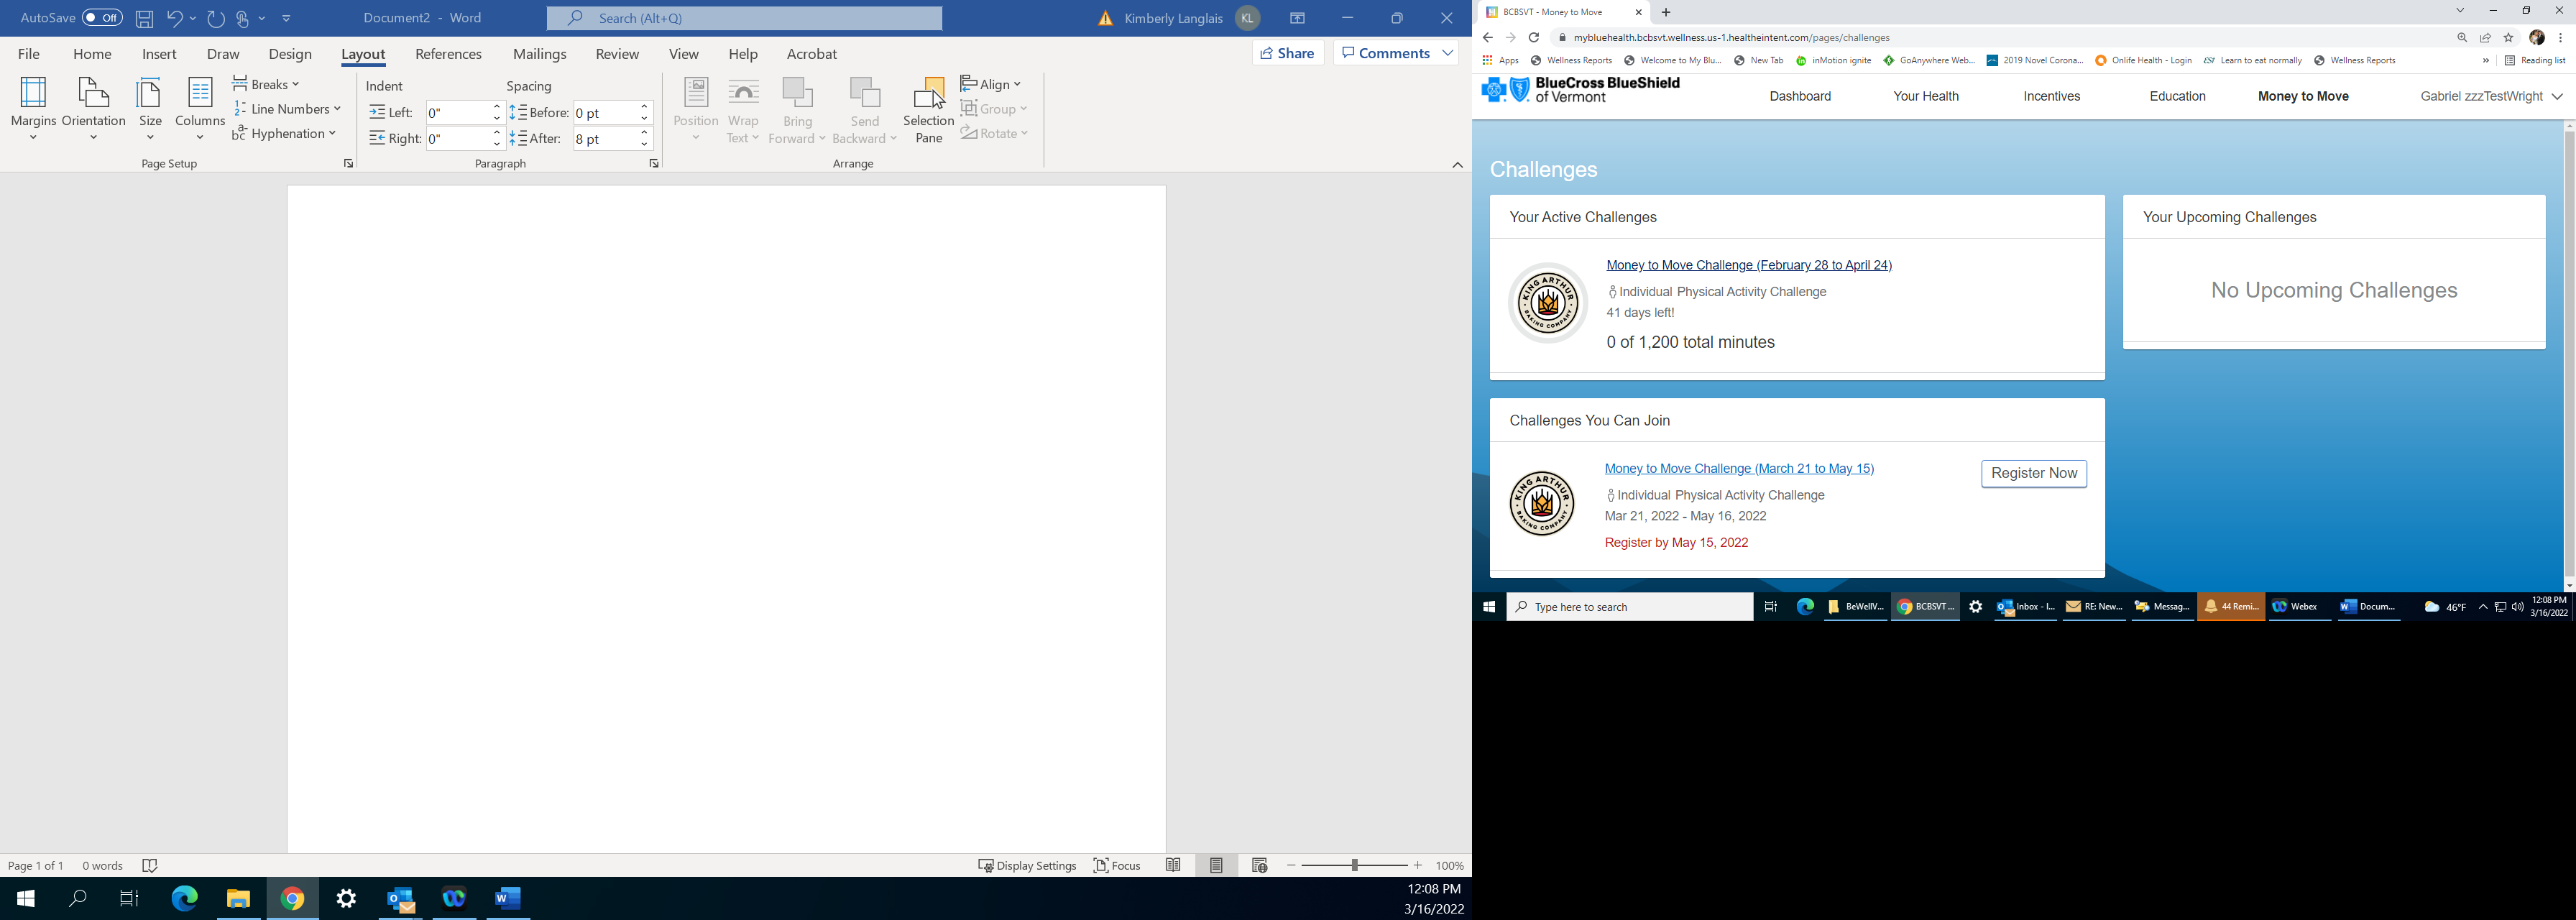 AutoSave Off Document2 - Word Search (Alt+Q) Kimberly Langlais KL
File Home Insert Draw Design Layout References Mailings Review View Help Acrobat Share Comments
Margins Orientation Size Columns
Breaks
Line Numbers
Hyphenation
Page Setup
Indent Spacing
Left: 0" Before: 0 pt
Right: 0" After: 8 pt
Paragraph
Position Wrap Text Bring Forward Send Backward Selection Pane
Align
Group
Rotate
Arrange
Page 1 of 1 0 words Display Settings Focus 100%
12:08 PM
3/16/2022
BCBSVT - Money to Move
mybluehealth.bcbsvt.wellness.us-1.healtheintent.com/pages/challenges
Apps Wellness Reports Welcome to My Blu... New Tab inMotion ignite GoAnywhere Web... 2019 Novel Corona... Onlife Health - Login Learn to eat normally Wellness Reports » Reading list
BlueCross BlueShield
of Vermont
Dashboard Your Health Incentives Education Money to Move Gabriel zzzTestWright
Challenges
Your Active Challenges
KING ARTHUR BAKING COMPANY
Money to Move Challenge (February 28 to April 24)
Individual Physical Activity Challenge
41 days left!
0 of 1,200 total minutes
Your Upcoming Challenges
No Upcoming Challenges
Challenges You Can Join
KING ARTHUR BAKING COMPANY
Money to Move Challenge (March 21 to May 15)
Register Now
Individual Physical Activity Challenge
Mar 21, 2022 - May 16, 2022
Register by May 15, 2022
Type here to search BeWellV... BCBSVT ... Inbox - I... RE: New... Messag... 44 Remi... Webex Docum... 46°F 12:08 PM
3/16/2022